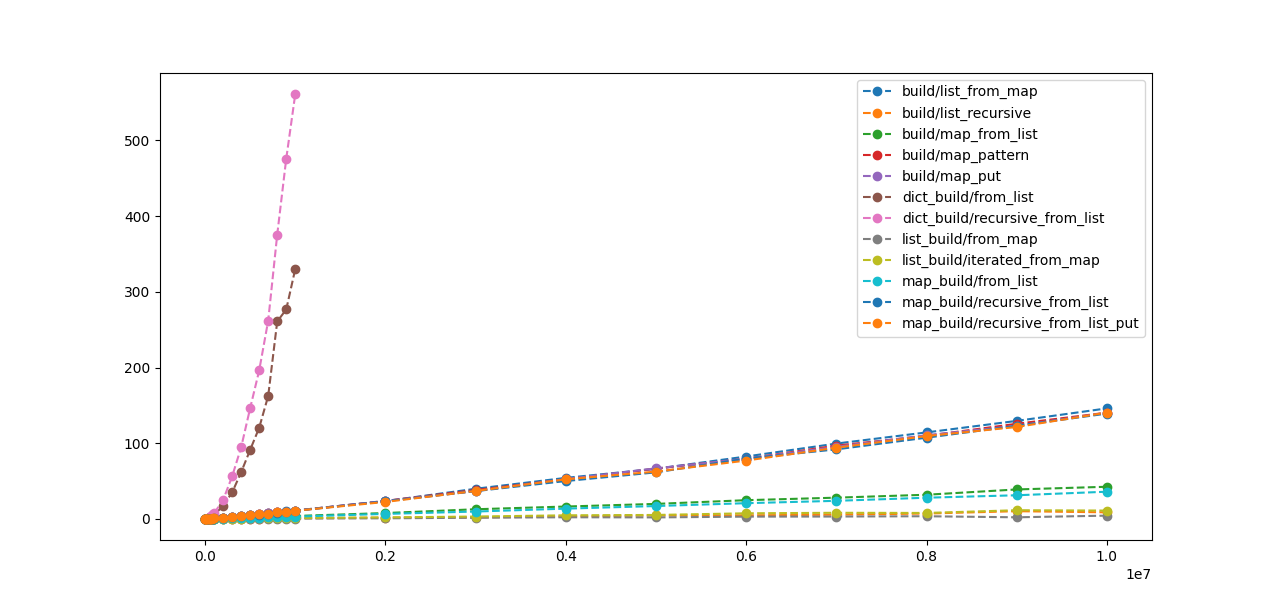 build/list_from_map
build/list_recursive
build/map_from_list
build/map_pattern
build/map_put
dict_build/from_list
dict_build/recursive_from_list
list_build/from_map
list_build/iterated_from_map
map_build/from_list
map_build/recursive_from_list
map_build/recursive_from_list_put
500
400
300
200
100
0
0.0 0.2 0.4 0.6 0.8 1.0
1e7